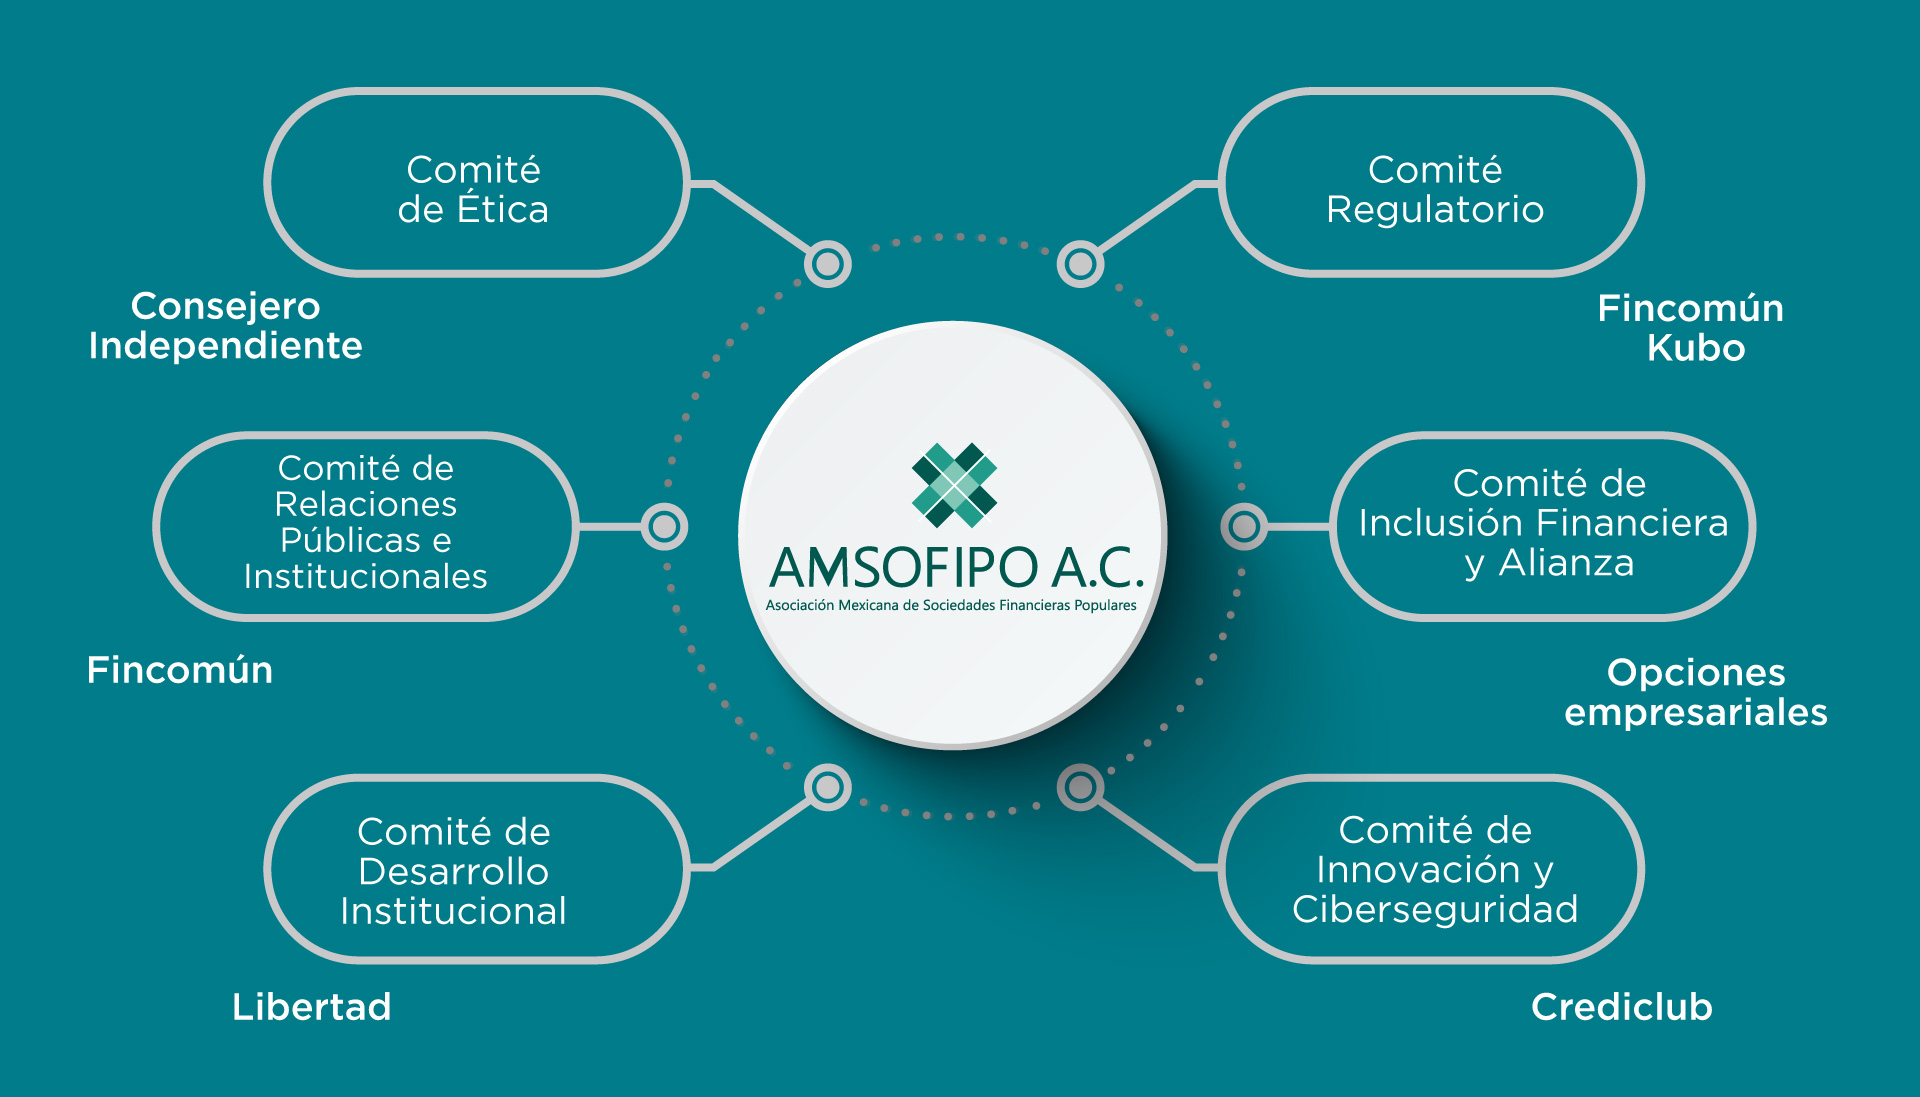 Comité
de Ética
Consejero
Independiente
Comité
Regulatorio
Fincomún
Kubo
Comité de
Relaciones
Públicas e
Institucionales
Fincomún
AMSOFIPO A.C.
Asociación Mexicana de Sociedades Financieras Populares
Comité de
Inclusión Financiera
y Alianza
Opciones
empresariales
Comité de
Desarrollo
Institucional
Libertad
Comité de
Innovación y
Ciberseguridad
Crediclub